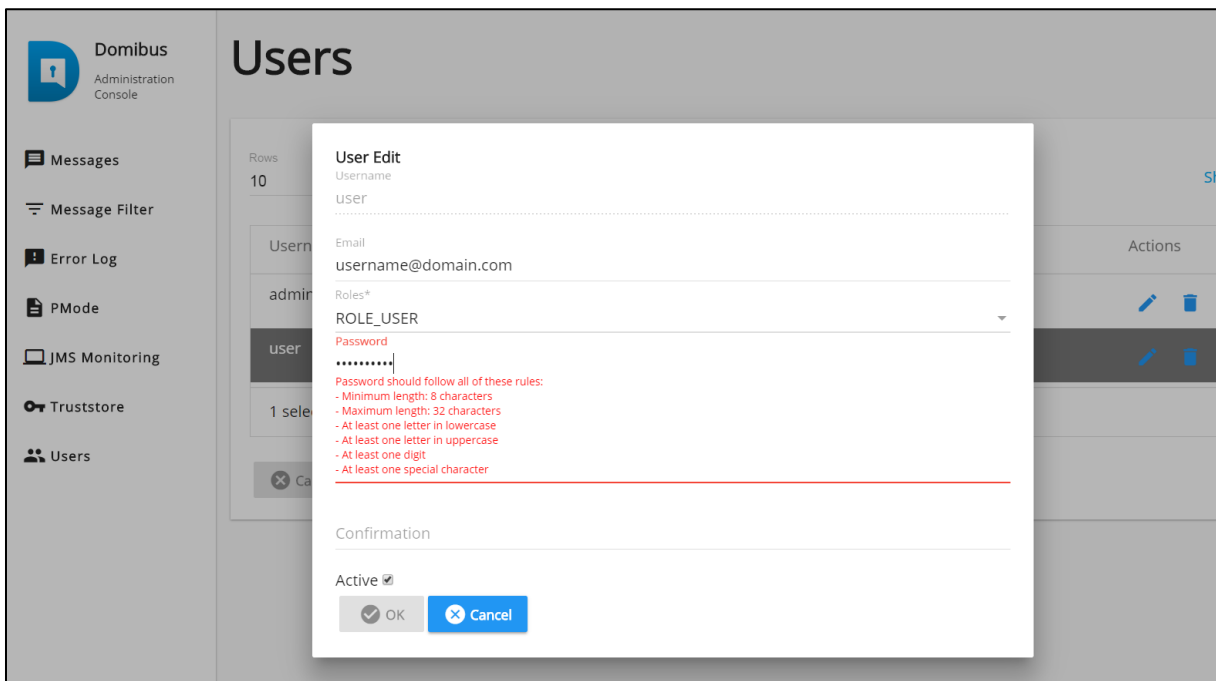 Domibus
Administration
Console
Messages
Message Filter
Error Log
PMode
JMS Monitoring
Truststore
Users
Users
Rows
10
Usern
Actions
admin
user
1 sele
Ca
User Edit
Username
user
Email
username@domain.com
Roles*
ROLE_USER
Password
••••••••••
Password should follow all of these rules:
- Minimum length: 8 characters
- Maximum length: 32 characters
- At least one letter in lowercase
- At least one letter in uppercase
- At least one digit
- At least one special character
Confirmation
Active
OK
Cancel